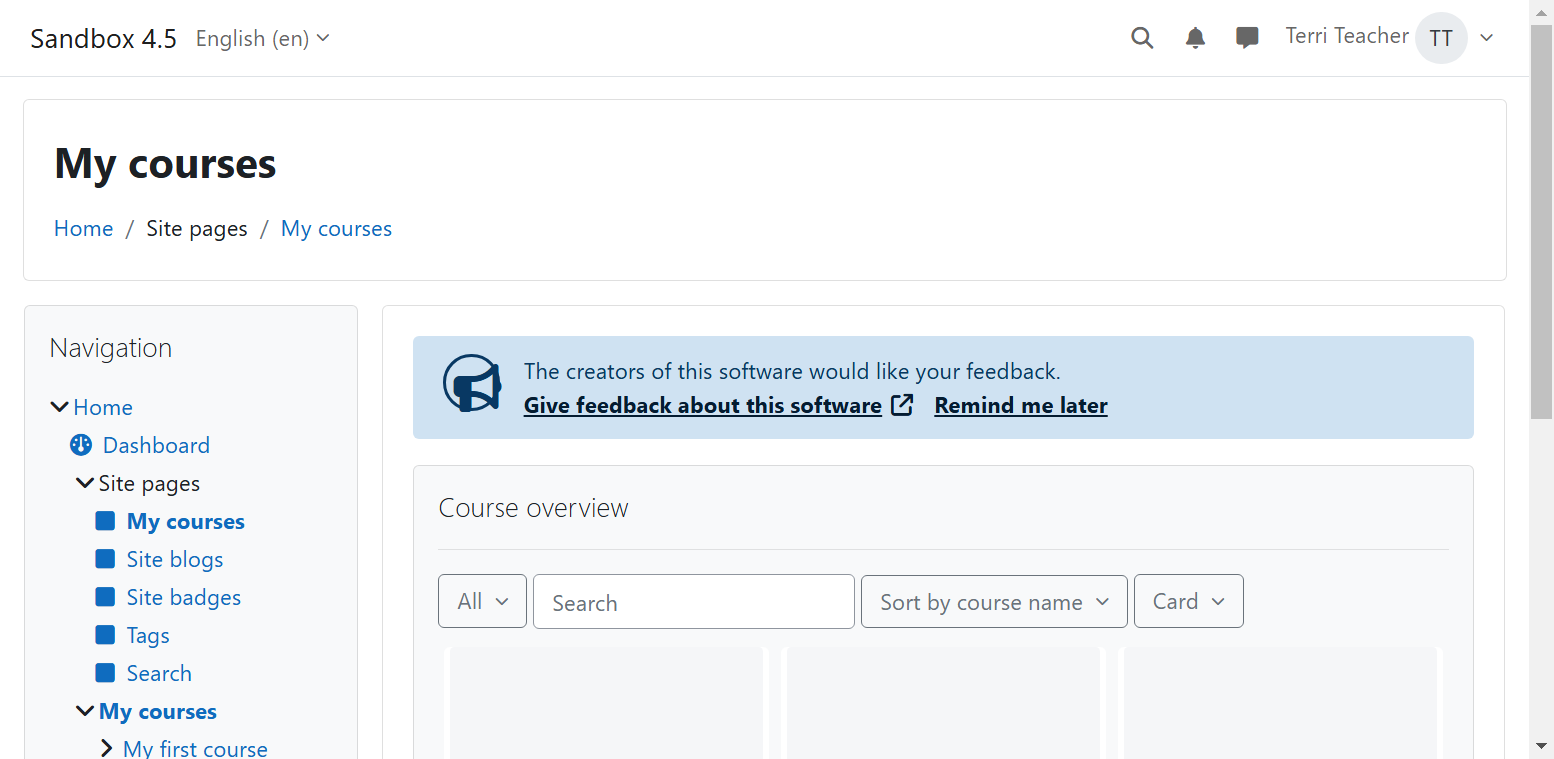 Sandbox 4.5 English (en) Terri Teacher TT
My courses
Home / Site pages / My courses
Navigation
Home
Dashboard
Site pages
My courses
Site blogs
Site badges
Tags
Search
My courses
My first course
The creators of this software would like your feedback.
Give feedback about this software Remind me later
Course overview
All Search Sort by course name Card